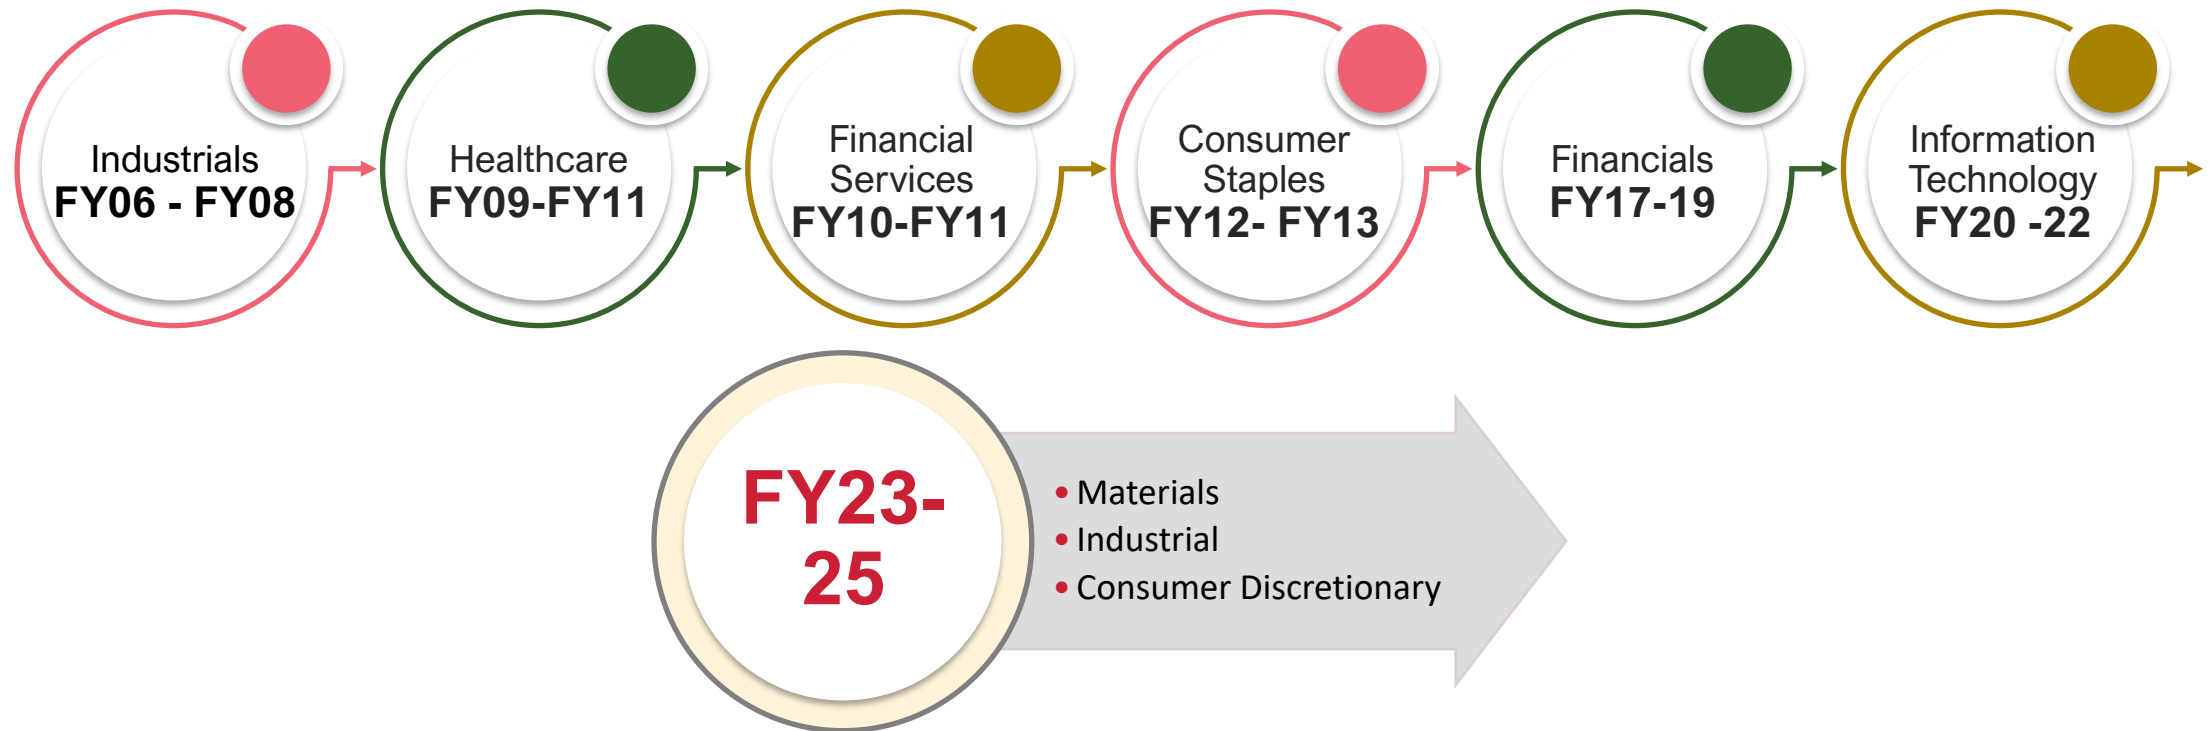 Industrials
FY06 - FY08
Healthcare
FY09-FY11
Financial
Services
FY10-FY11
Consumer
Staples
FY12- FY13
Financials
FY17-19
Information
Technology
FY20 -22
FY23-
25
• Materials
• Industrial
• Consumer Discretionary